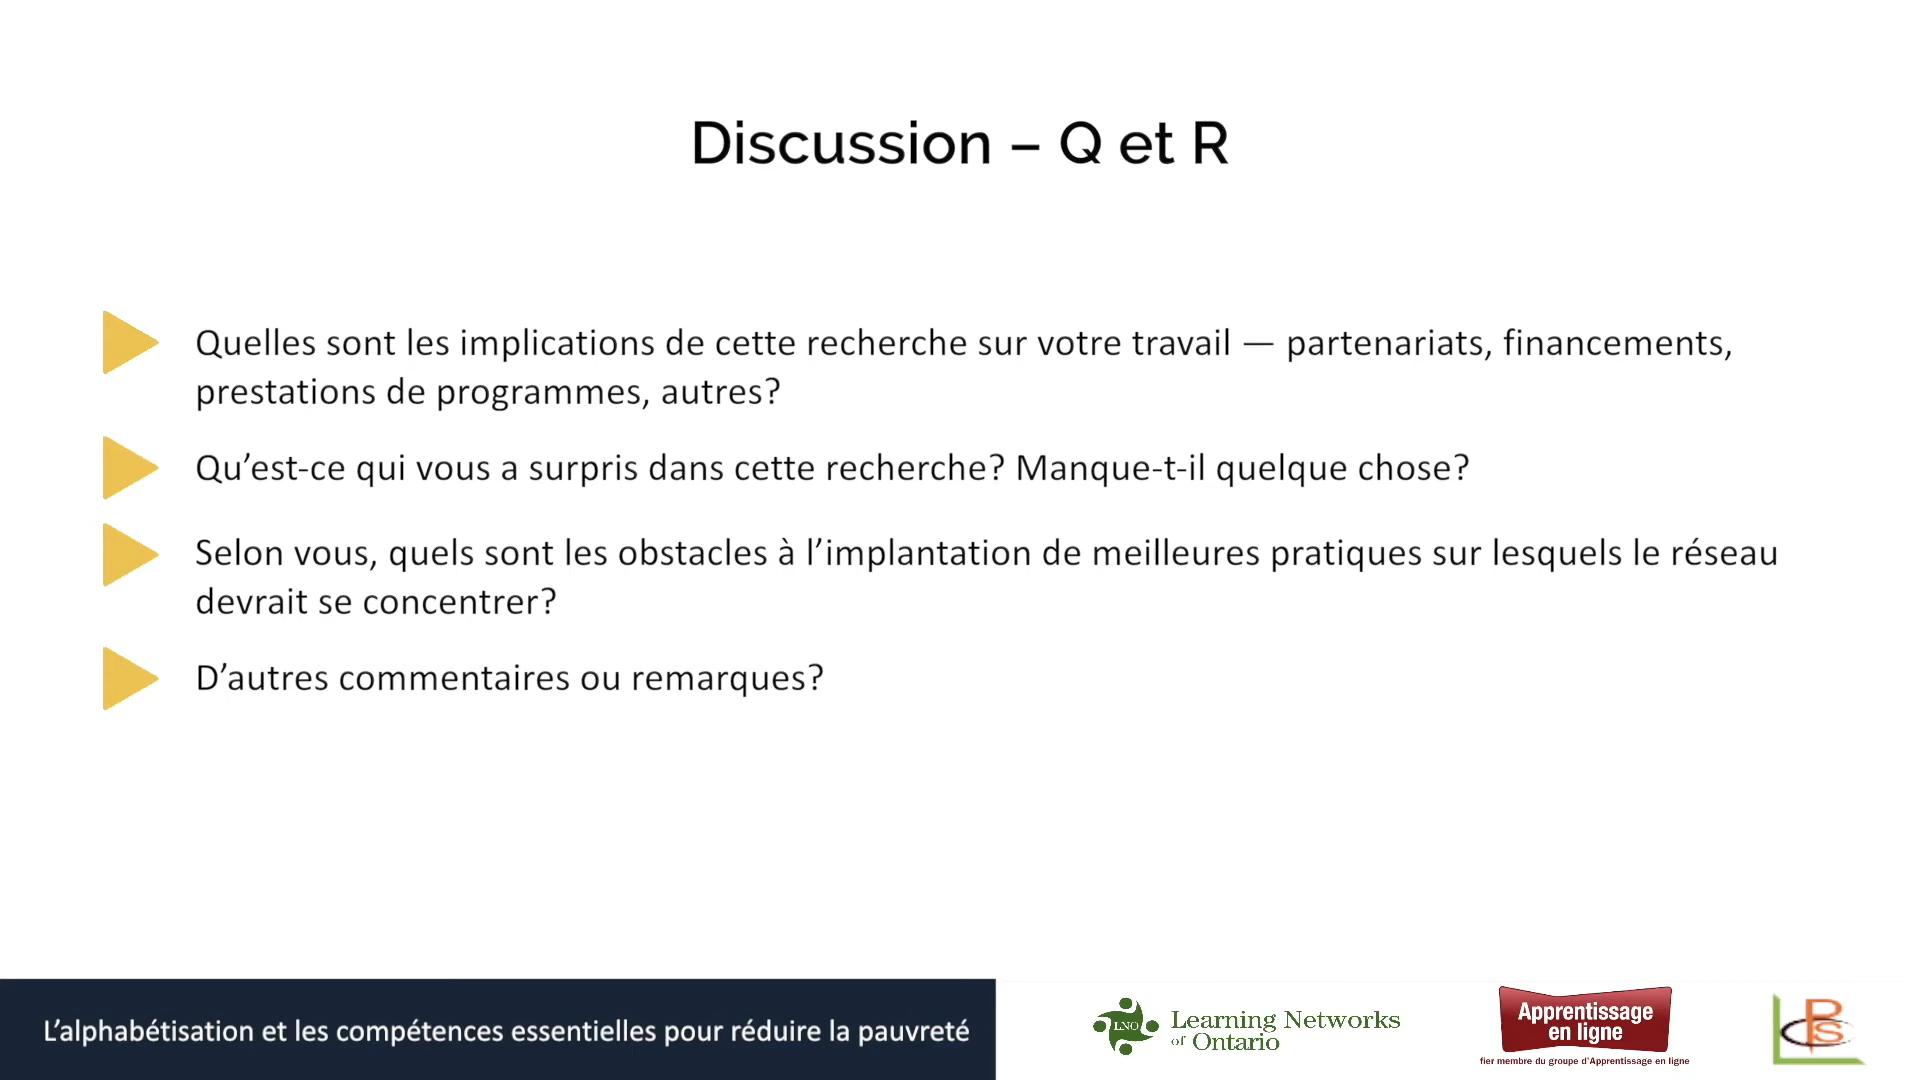 Discussion – Q et R
Quelles sont les implications de cette recherche sur votre travail — partenariats, financements,
prestations de programmes, autres?
Qu’est-ce qui vous a surpris dans cette recherche? Manque-t-il quelque chose?
Selon vous, quels sont les obstacles à l’implantation de meilleures pratiques sur lesquels le réseau
devrait se concentrer?
D’autres commentaires ou remarques?
L’alphabétisation et les compétences essentielles pour réduire la pauvreté
LNO
Learning Networks
of Ontario
Apprentissage
en ligne
fier membre du groupe d’Apprentissage en ligne